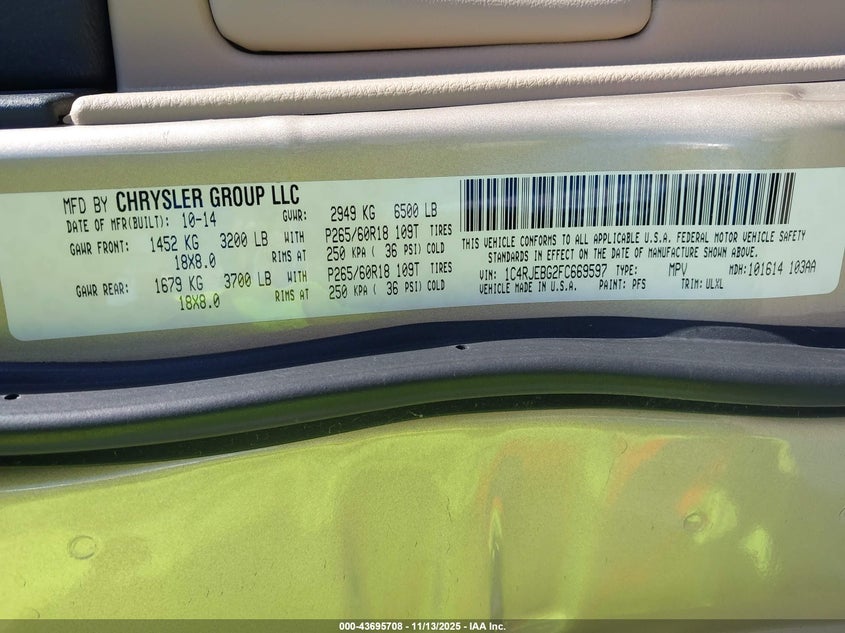 MFD BY CHRYSLER GROUP LLC
DATE OF MFR(BUILT): 10-14 GVWR: 2949 KG 6500 LB
GAWR FRONT: 1452 KG 3200 LB WITH P265/60R18 109T TIRES
18X8.0 RIMS AT 250 KPA ( 36 PSI) COLD
GAWR REAR: 1679 KG 3700 LB WITH P265/60R18 109T TIRES
18X8.0 RIMS AT 250 KPA ( 36 PSI) COLD
THIS VEHICLE CONFORMS TO ALL APPLICABLE U.S.A. FEDERAL MOTOR VEHICLE SAFETY
STANDARDS IN EFFECT ON THE DATE OF MANUFACTURE SHOWN ABOVE.
VIN: 1C4RJEBG2FC669597 TYPE: MPV MDH: 101614 103AA
VEHICLE MADE IN U.S.A. PAINT: PFS TRIM: ULXL
000-43695708 - 11/13/2025 - IAA Inc.